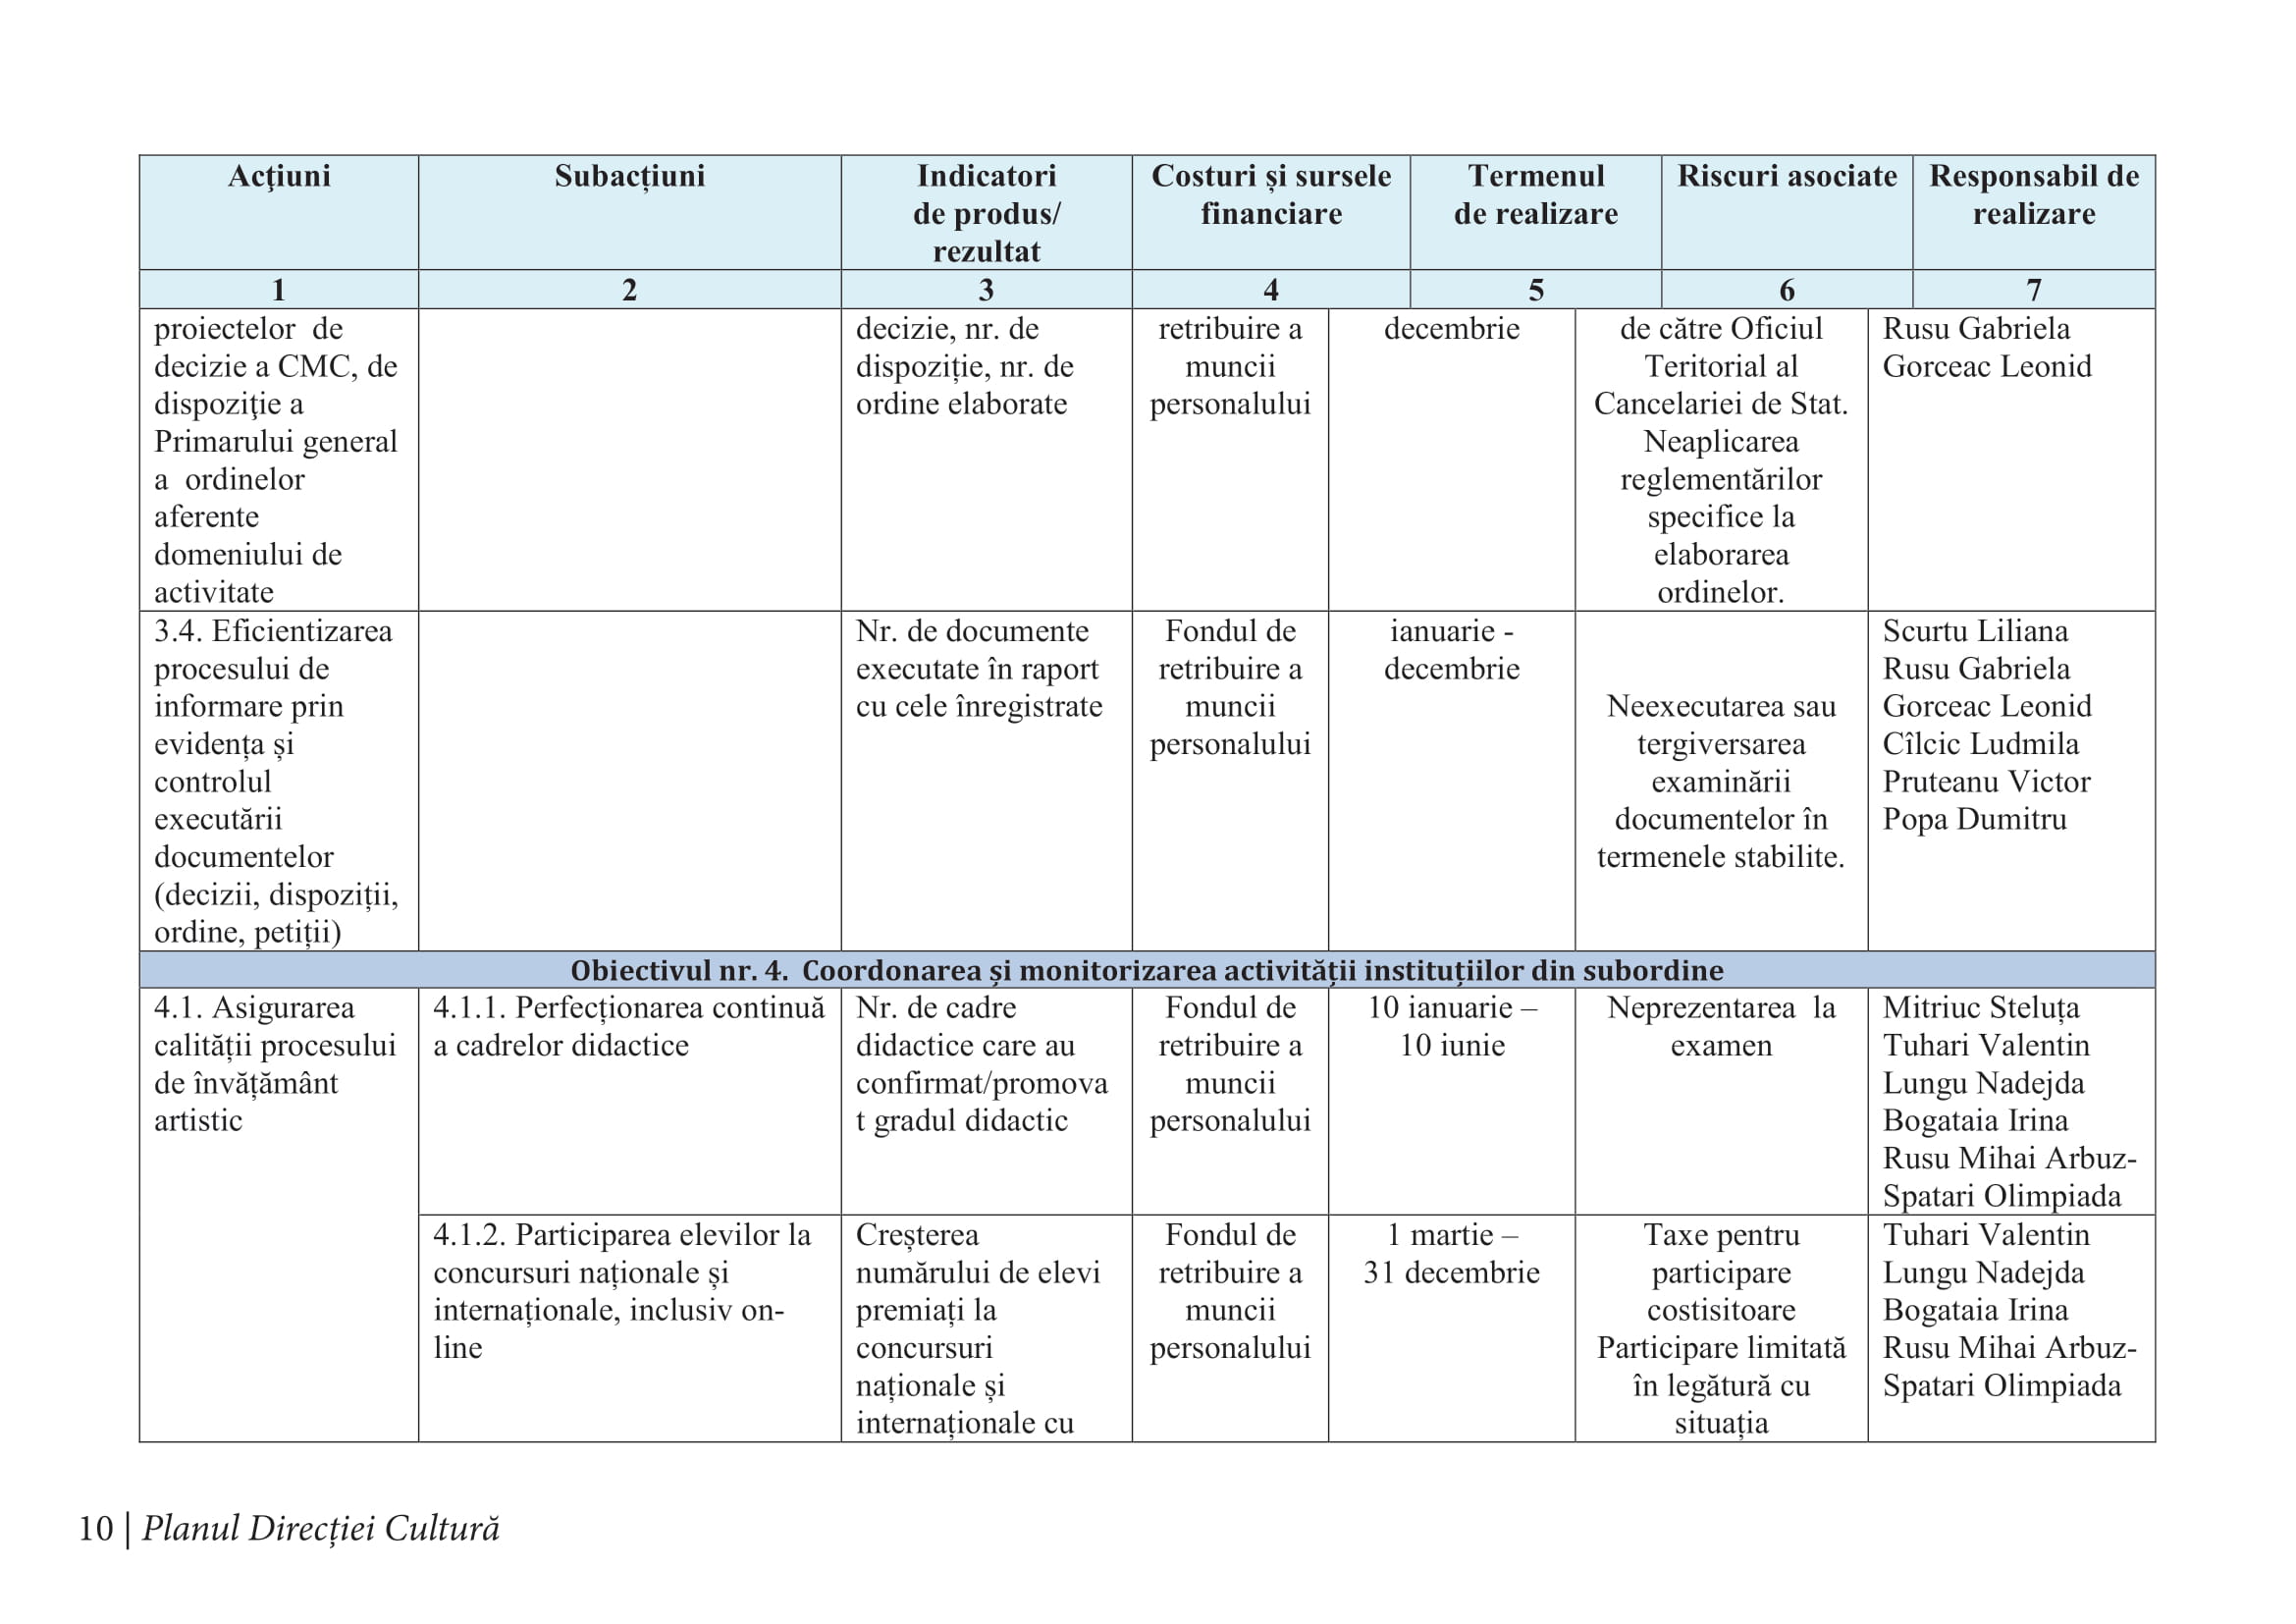 Acţiuni
Subacțiuni
Indicatori
de produs/
rezultat
Costuri și sursele
financiare
Termenul
de realizare
Riscuri asociate
Responsabil de
realizare
1
2
3
4
5
6
7
proiectelor  de
decizie a CMC, de
dispoziţie a
Primarului general
a  ordinelor
aferente
domeniului de
activitate
decizie, nr. de
dispoziție, nr. de
ordine elaborate
retribuire a
muncii
personalului
decembrie
de către Oficiul
Teritorial al
Cancelariei de Stat.
Neaplicarea
reglementărilor
specifice la
elaborarea
ordinelor.
Rusu Gabriela
Gorceac Leonid
3.4. Eficientizarea
procesului de
informare prin
evidența și
controlul
executării
documentelor
(decizii, dispoziții,
ordine, petiții)
Nr. de documente
executate în raport
cu cele înregistrate
Fondul de
retribuire a
muncii
personalului
ianuarie -
decembrie
Neexecutarea sau
tergiversarea
examinării
documentelor în
termenele stabilite.
Scurtu Liliana
Rusu Gabriela
Gorceac Leonid
Cîlcic Ludmila
Pruteanu Victor
Popa Dumitru
Obiectivul nr. 4.  Coordonarea și monitorizarea activității instituțiilor din subordine
4.1. Asigurarea
calității procesului
de învățământ
artistic
4.1.1. Perfecționarea continuă
a cadrelor didactice
Nr. de cadre
didactice care au
confirmat/promova
t gradul didactic
Fondul de
retribuire a
muncii
personalului
10 ianuarie –
10 iunie
Neprezentarea  la
examen
Mitriuc Steluța
Tuhari Valentin
Lungu Nadejda
Bogataia Irina
Rusu Mihai Arbuz-
Spatari Olimpiada
4.1.2. Participarea elevilor la
concursuri naționale și
internaționale, inclusiv on-
line
Creșterea
numărului de elevi
premiați la
concursuri
naționale și
internaționale cu
Fondul de
retribuire a
muncii
personalului
1 martie –
31 decembrie
Taxe pentru
participare
costisitoare
Participare limitată
în legătură cu
situația
Tuhari Valentin
Lungu Nadejda
Bogataia Irina
Rusu Mihai Arbuz-
Spatari Olimpiada
10 | Planul Direcției Cultură